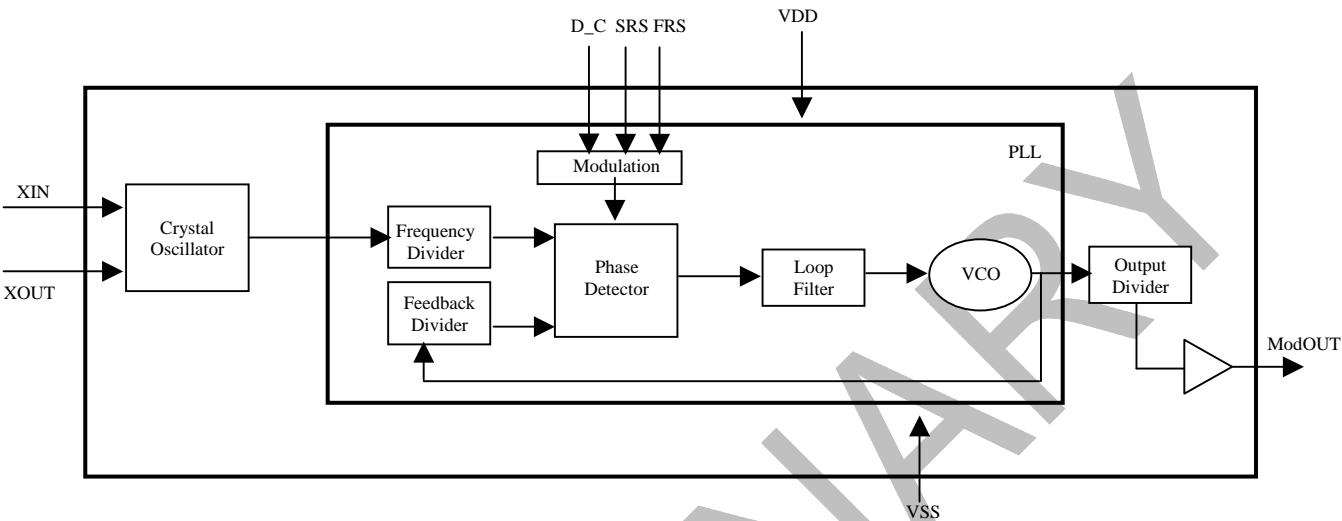 D_C SRS FRS
VDD
Modulation
PLL
XIN
Crystal
Oscillator
Frequency
Divider
Phase
Detector
Loop
Filter
VCO
Output
Divider
XOUT
Feedback
Divider
ModOUT
VSS
NARY